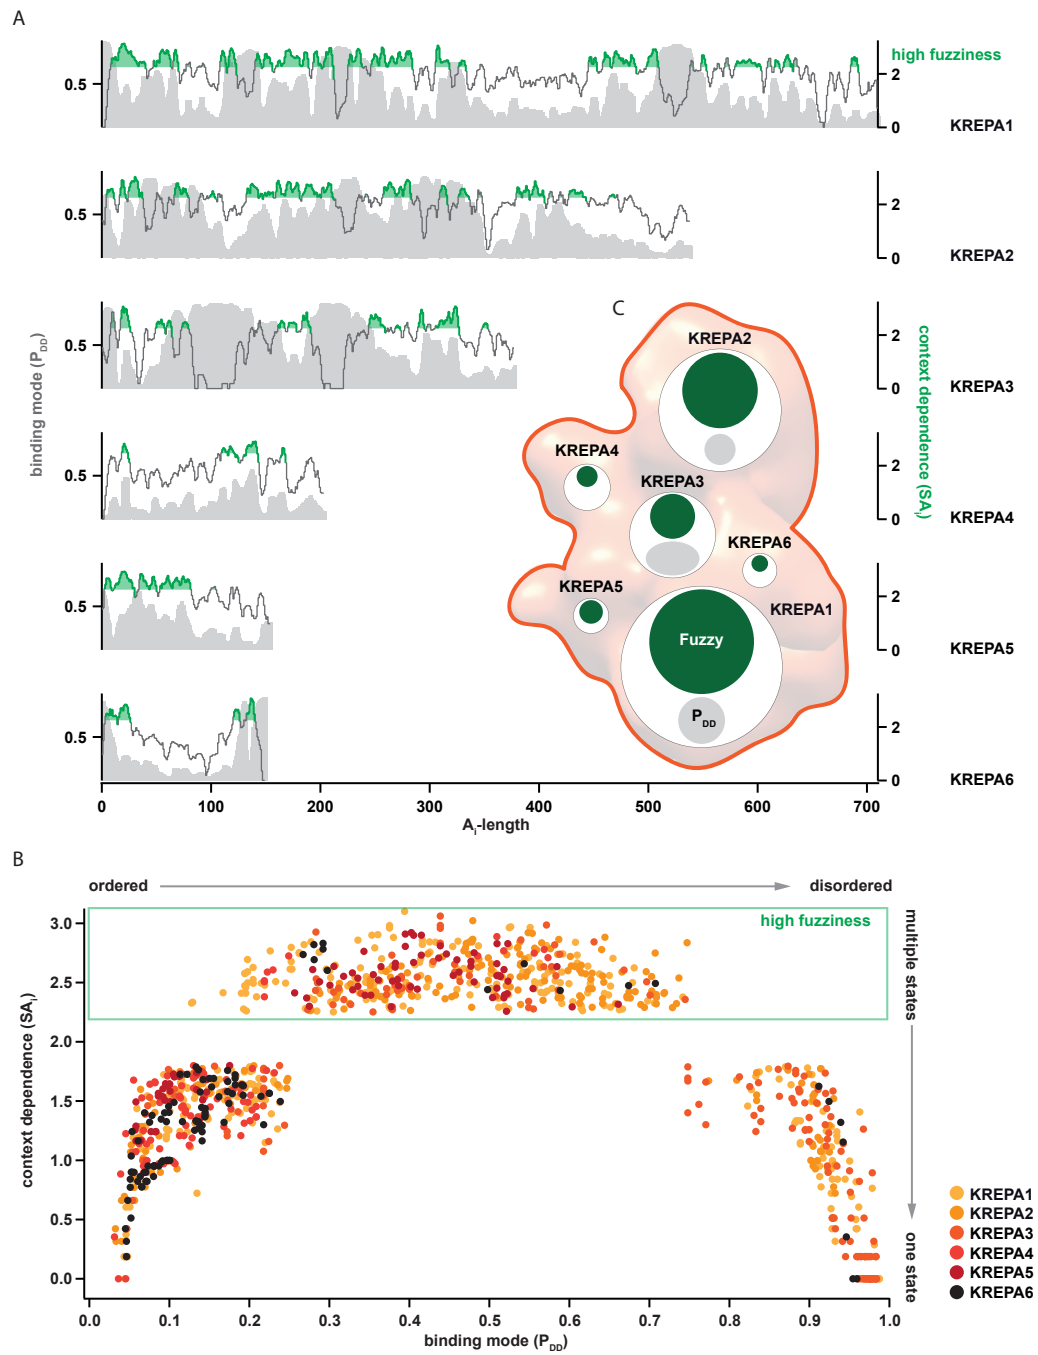 A
high fuzziness
0.5
2
0
KREPA1
0.5
2
0
KREPA2
0.5
2
0
KREPA3
0.5
2
0
KREPA4
0.5
2
0
KREPA5
0.5
2
0
KREPA6
binding mode (PDD)
context dependence (SAi)
0 100 200 300 400 500 600 700
Ai-length
C
KREPA2
KREPA4
KREPA3
KREPA6
KREPA5
KREPA1
Fuzzy
PDD
B
ordered
disordered
high fuzziness
multiple states
one state
context dependence (SAi)
3.0
2.5
2.0
1.5
1.0
0.5
0.0
0.0 0.1 0.2 0.3 0.4 0.5 0.6 0.7 0.8 0.9 1.0
binding mode (PDD)
KREPA1
KREPA2
KREPA3
KREPA4
KREPA5
KREPA6